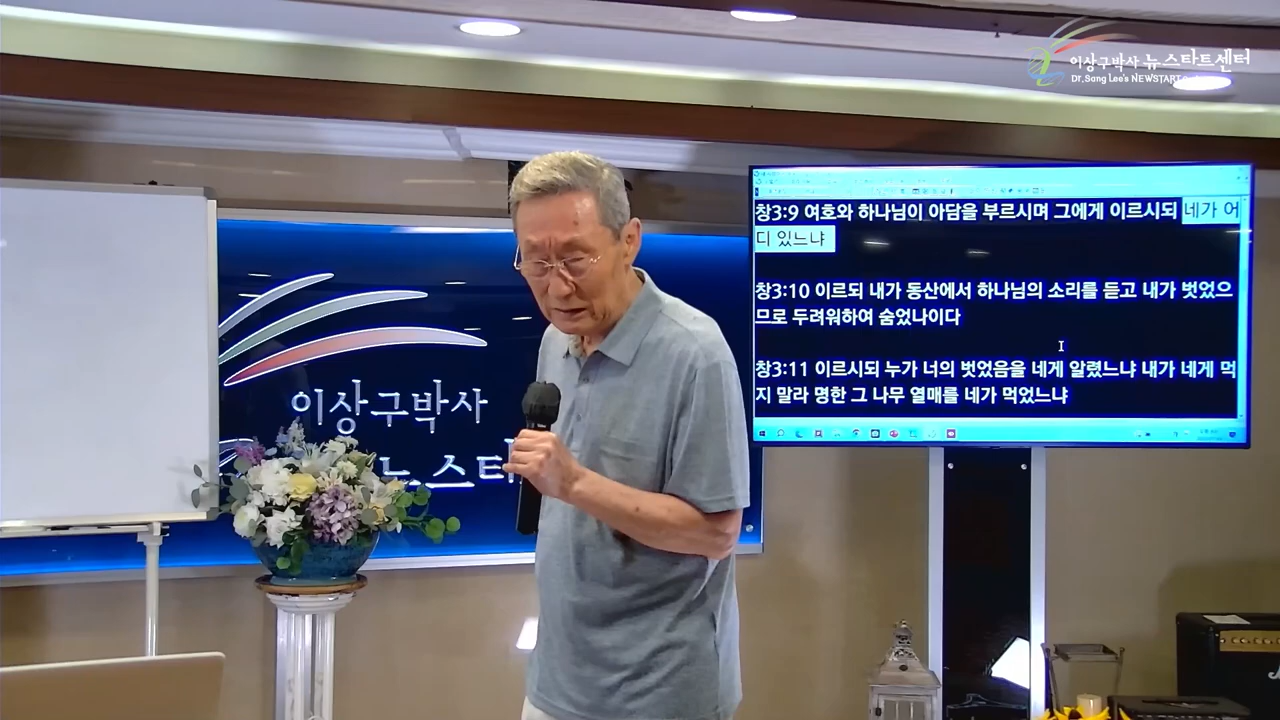 이상구박사 뉴스타트센터
Dr. Sang Lee's NEWSTART
창3:9 여호와 하나님이 아담을 부르시며 그에게 이르시되 네가 어
디 있느냐
창3:10 이르되 내가 동산에서 하나님의 소리를 듣고 내가 벗었으
므로 두려워하여 숨었나이다
창3:11 이르시되 누가 너의 벗었음을 네게 알렸느냐 내가 네게 먹
지 말라 명한 그 나무 열매를 네가 먹었느냐
이상구박사
뉴스타